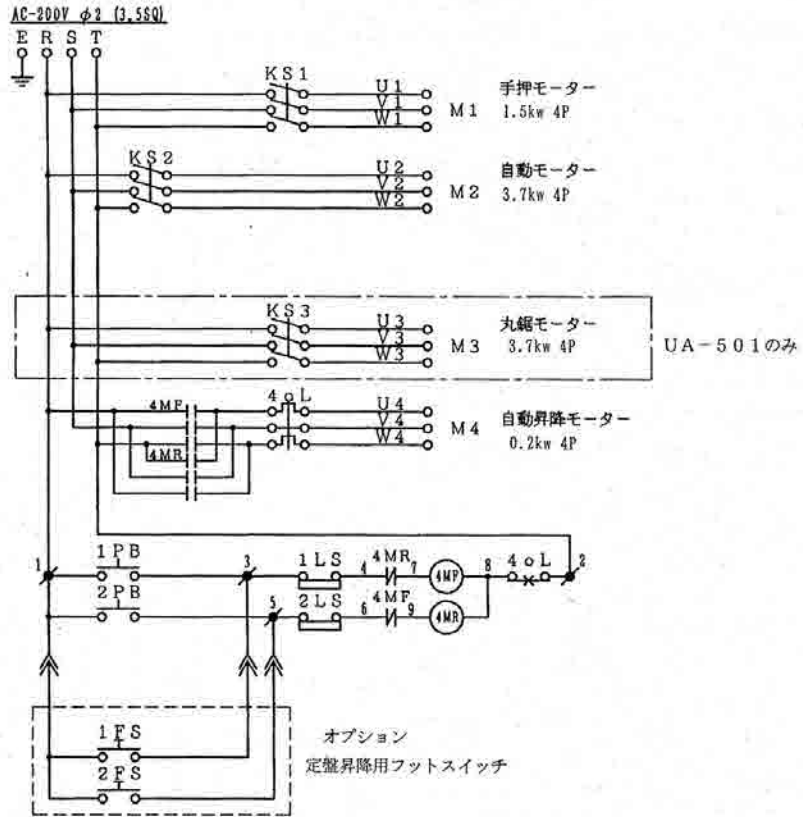 AC-200V φ2 (3.5SQ)
E R S T
KS1
U1
V1
W1
M1
手押モーター
1.5kw 4P
KS2
U2
V2
W2
M2
自動モーター
3.7kw 4P
KS3
U3
V3
W3
M3
丸鋸モーター
3.7kw 4P
UA-501のみ
4MF
4MR
4oL
U4
V4
W4
M4
自動昇降モーター
0.2kw 4P
1 1PB 3 1LS 4 4MR 7 4MF 8 4oL 2
2PB 5 2LS 6 4MF 9 4MR
1FS
2FS
オプション
定盤昇降用フットスイッチ